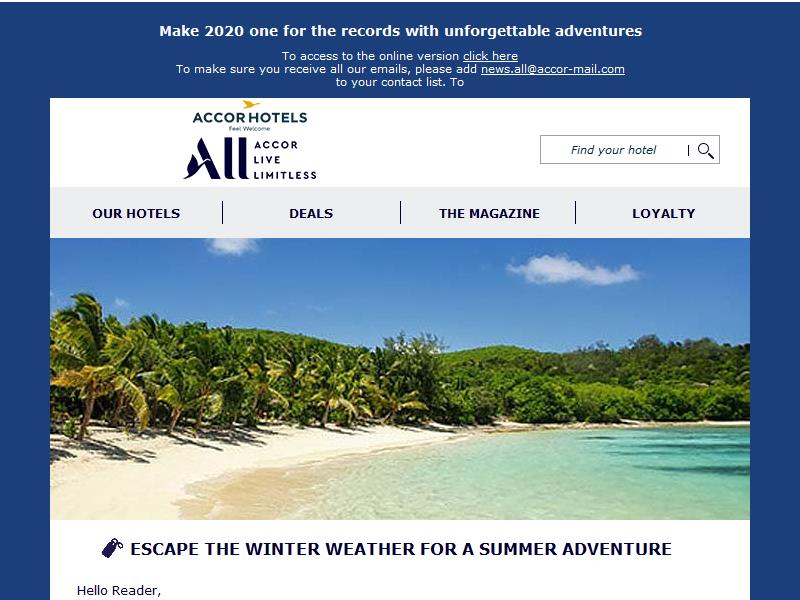 Make 2020 one for the records with unforgettable adventures
To access to the online version click here
To make sure you receive all our emails, please add news.all@accor-mail.com
to your contact list. To
ACCORHOTELS
Feel Welcome
All ACCOR
LIVE
LIMITLESS
Find your hotel
OUR HOTELS
DEALS
THE MAGAZINE
LOYALTY
ESCAPE THE WINTER WEATHER FOR A SUMMER ADVENTURE
Hello Reader,